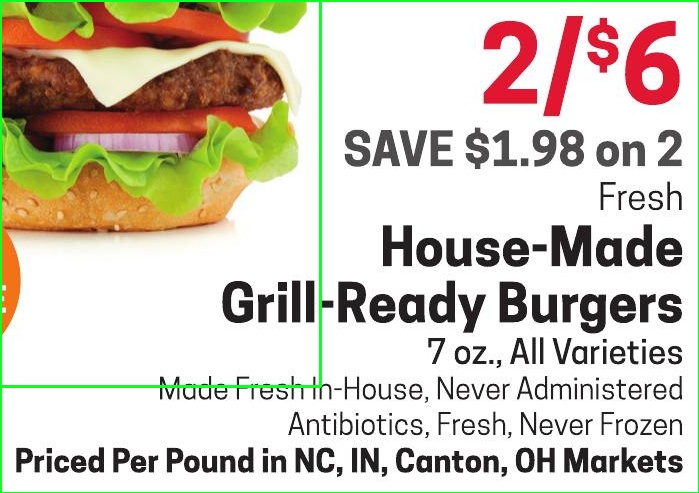 2/$6
SAVE $1.98 on 2
Fresh
House-Made
Grill-Ready Burgers
7 oz., All Varieties
Made Fresh In-House, Never Administered
Antibiotics, Fresh, Never Frozen
Priced Per Pound in NC, IN, Canton, OH Markets